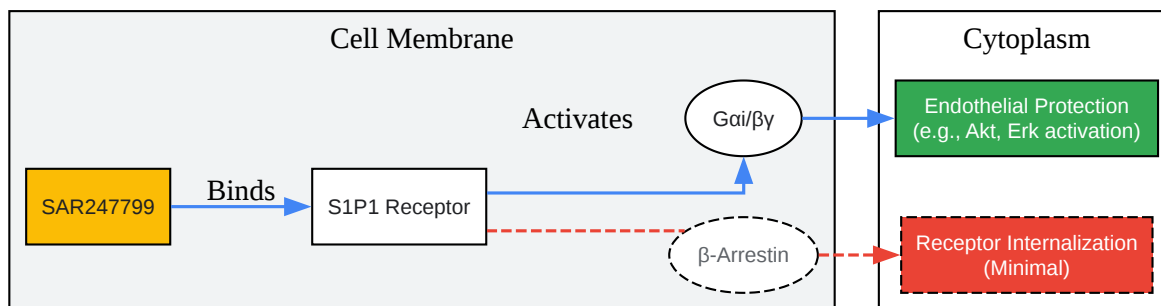 Cell Membrane
Cytoplasm
Activates
Gαi/βγ
Endothelial Protection
(e.g., Akt, Erk activation)
SAR247799
Binds
S1P1 Receptor
β-Arrestin
Receptor Internalization
(Minimal)